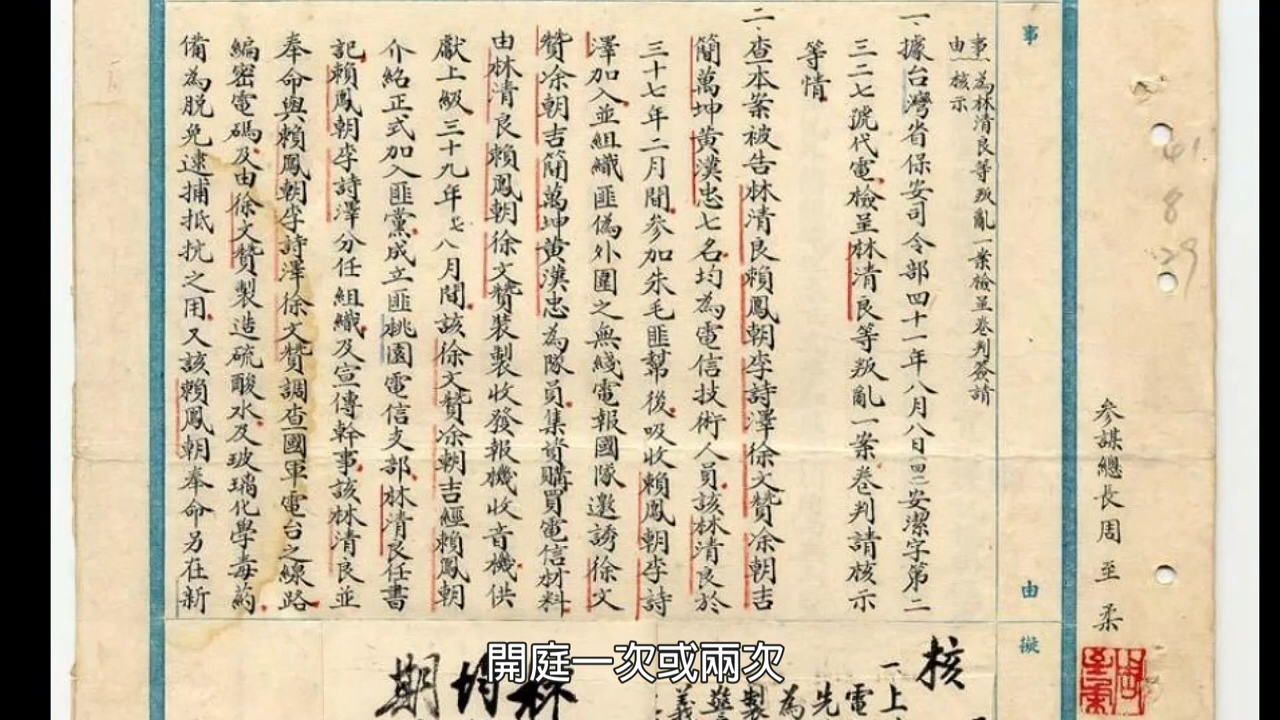 參謀總長周至柔
事
由
擬
事由 為林清良等叛亂一案檢呈卷判簽請
核示
一、據台灣省保安司令部四十一年八月八日安潔字第二
三二七號代電檢呈林清良等叛亂一案卷判請核示
等情
二、查本案被告林清良賴鳳朝李詩澤徐文贊凃朝吉
簡萬坤黃漢忠七名均為電信技術人員該林清良於
三十七年二月間參加朱毛匪幫後吸收賴鳳朝李詩
澤加入並組織匪偽外圍之無綫電報國隊邀誘徐文
贊凃朝吉簡萬坤黃漢忠為隊員集資購買電信材料
由林清良賴鳳朝徐文贊裝製收發報機收音機供
獻上級三十九年七八月間該徐文贊凃朝吉經賴鳳朝
介紹正式加入匪黨成立匪桃園電信支部林清良任書
記賴鳳朝李詩澤分任組織及宣傳幹事該林清良並
奉命與賴鳳朝李詩澤徐文贊調查國軍電台之線路
編密電碼及由徐文贊製造硫酸水及玻璃化學毒葯
備為脫免逮捕抵抗之用又該賴鳳朝奉命另在新
核
一、上
電
先
為
製
義
林
均
期
開庭一次或兩次